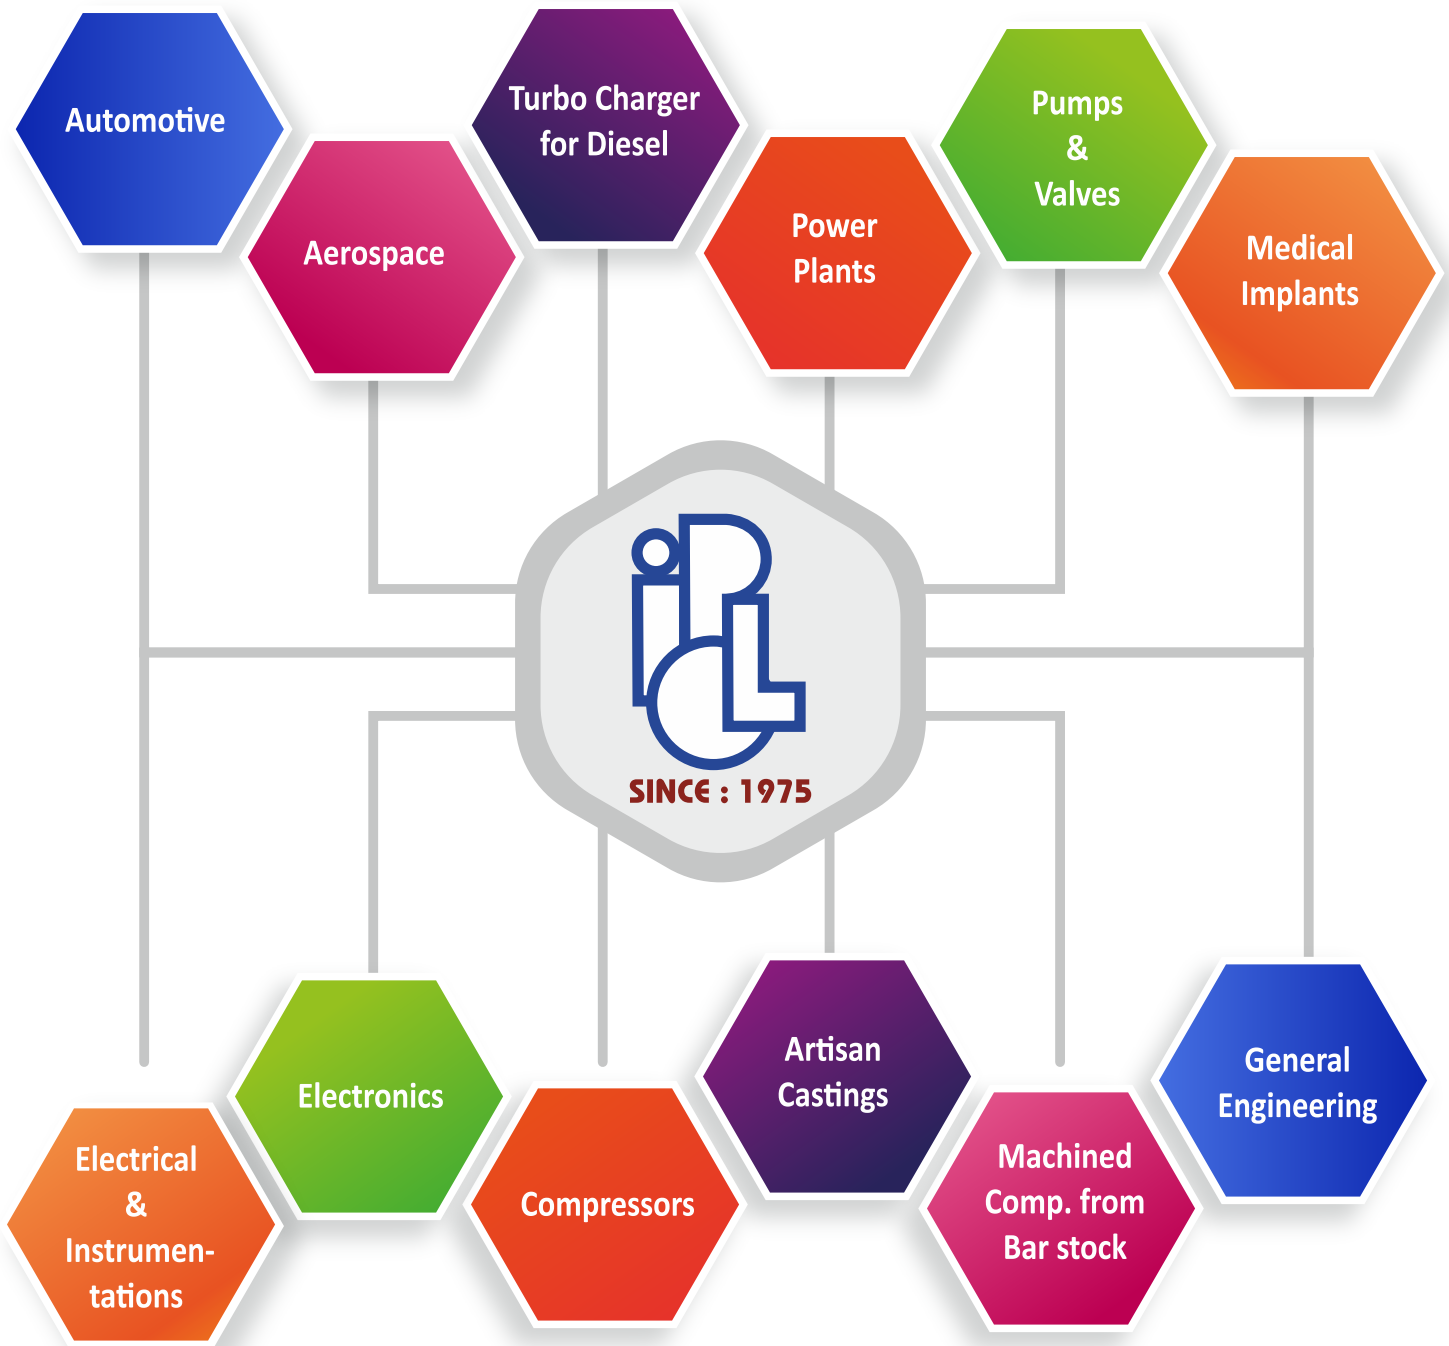 Automotive
Aerospace
Turbo Charger
for Diesel
Power
Plants
Pumps
&
Valves
Medical
Implants
SINCE : 1975
Electrical
&
Instrumen-
tations
Electronics
Compressors
Artisan
Castings
Machined
Comp. from
Bar stock
General
Engineering